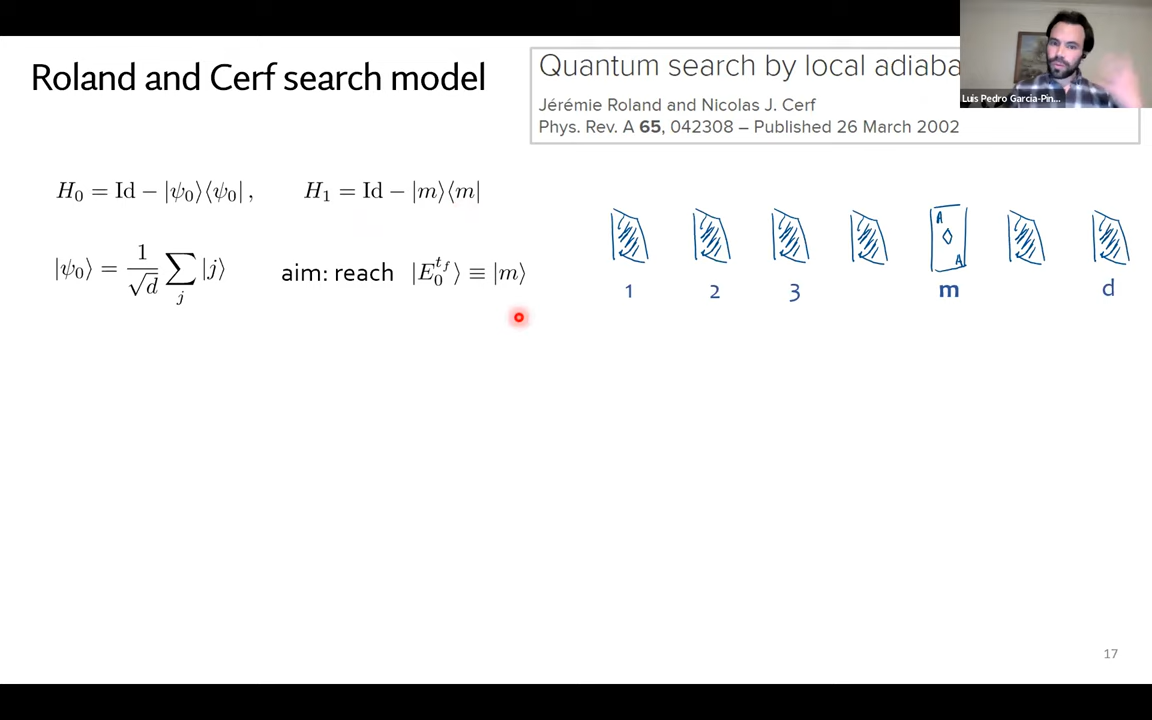 Roland and Cerf search model
Quantum search by local adiaba
Jérémie Roland and Nicolas J. Cerf
Phys. Rev. A 65, 042308 – Published 26 March 2002
Luis Pedro García-Pin...
H₀ = Id − |ψ₀⟩⟨ψ₀| ,   H₁ = Id − |m⟩⟨m|
|ψ₀⟩ = 1/√d ∑_j |j⟩   aim: reach |E₀^{t_f}⟩ ≡ |m⟩
A
A
1 2 3 m d
17